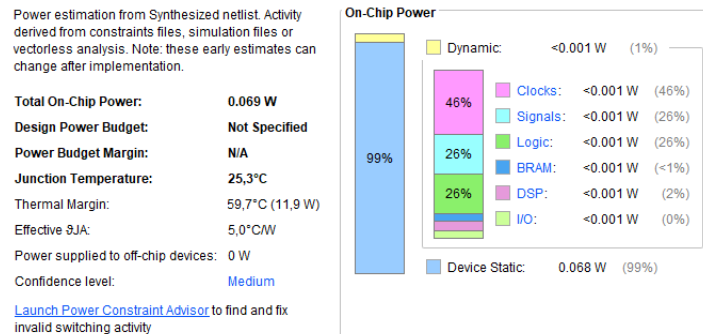 Power estimation from Synthesized netlist. Activity
derived from constraints files, simulation files or
vectorless analysis. Note: these early estimates can
change after implementation.
Total On-Chip Power: 0.069 W
Design Power Budget: Not Specified
Power Budget Margin: N/A
Junction Temperature: 25,3°C
Thermal Margin: 59,7°C (11,9 W)
Effective ϑJA: 5,0°C/W
Power supplied to off-chip devices: 0 W
Confidence level: Medium
Launch Power Constraint Advisor to find and fix
invalid switching activity
On-Chip Power
Dynamic: <0.001 W (1%)
46% Clocks: <0.001 W (46%)
Signals: <0.001 W (26%)
26% Logic: <0.001 W (26%)
99% BRAM: <0.001 W (<1%)
26% DSP: <0.001 W (2%)
I/O: <0.001 W (0%)
Device Static: 0.068 W (99%)